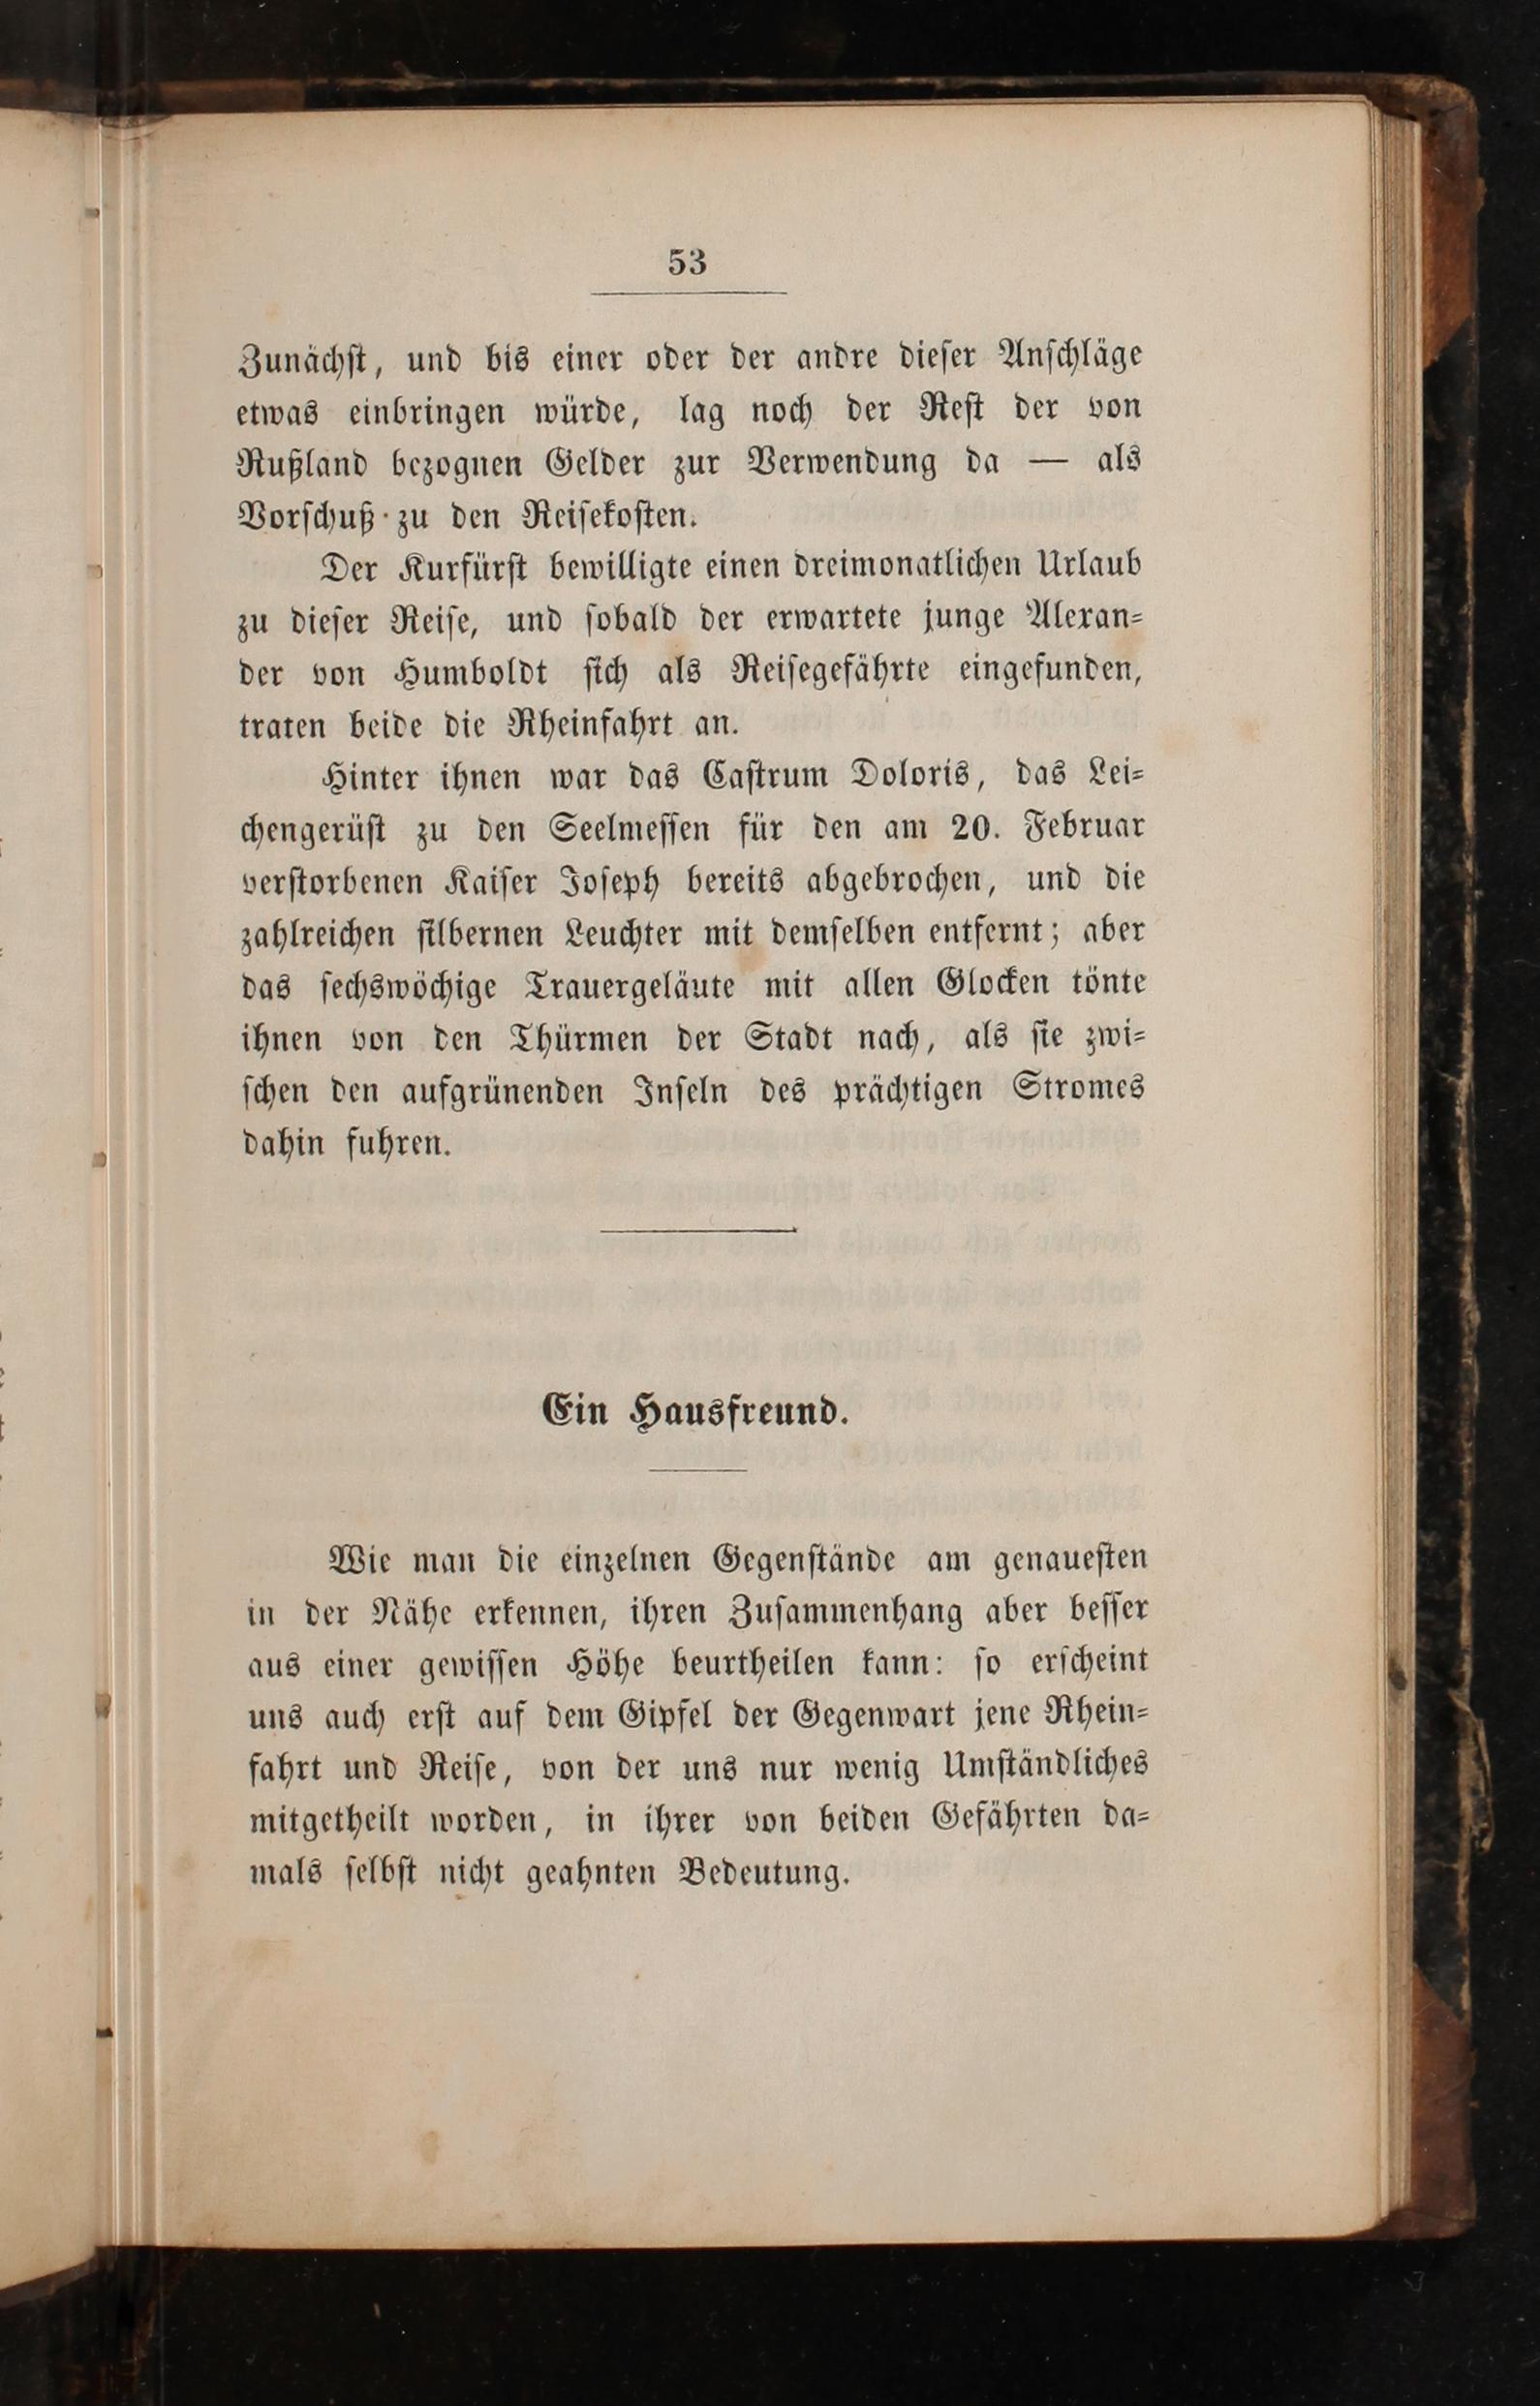 53
Zunächst, und bis einer oder der andre dieser Anschläge
etwas einbringen würde, lag noch der Rest der von
Rußland bezognen Gelder zur Verwendung da — als
Vorschuß zu den Reisekosten.
Der Kurfürst bewilligte einen dreimonatlichen Urlaub
zu dieser Reise, und sobald der erwartete junge Alexan=
der von Humboldt sich als Reisegefährte eingefunden,
traten beide die Rheinfahrt an.
Hinter ihnen war das Castrum Doloris, das Lei=
chengerüst zu den Seelmessen für den am 20. Februar
verstorbenen Kaiser Joseph bereits abgebrochen, und die
zahlreichen silbernen Leuchter mit demselben entfernt; aber
das sechswöchige Trauergeläute mit allen Glocken tönte
ihnen von den Thürmen der Stadt nach, als sie zwi=
schen den aufgrünenden Inseln des prächtigen Stromes
dahin fuhren.
Ein Hausfreund.
Wie man die einzelnen Gegenstände am genauesten
in der Nähe erkennen, ihren Zusammenhang aber besser
aus einer gewissen Höhe beurtheilen kann: so erscheint
uns auch erst auf dem Gipfel der Gegenwart jene Rhein=
fahrt und Reise, von der uns nur wenig Umständliches
mitgetheilt worden, in ihrer von beiden Gefährten da=
mals selbst nicht geahnten Bedeutung.